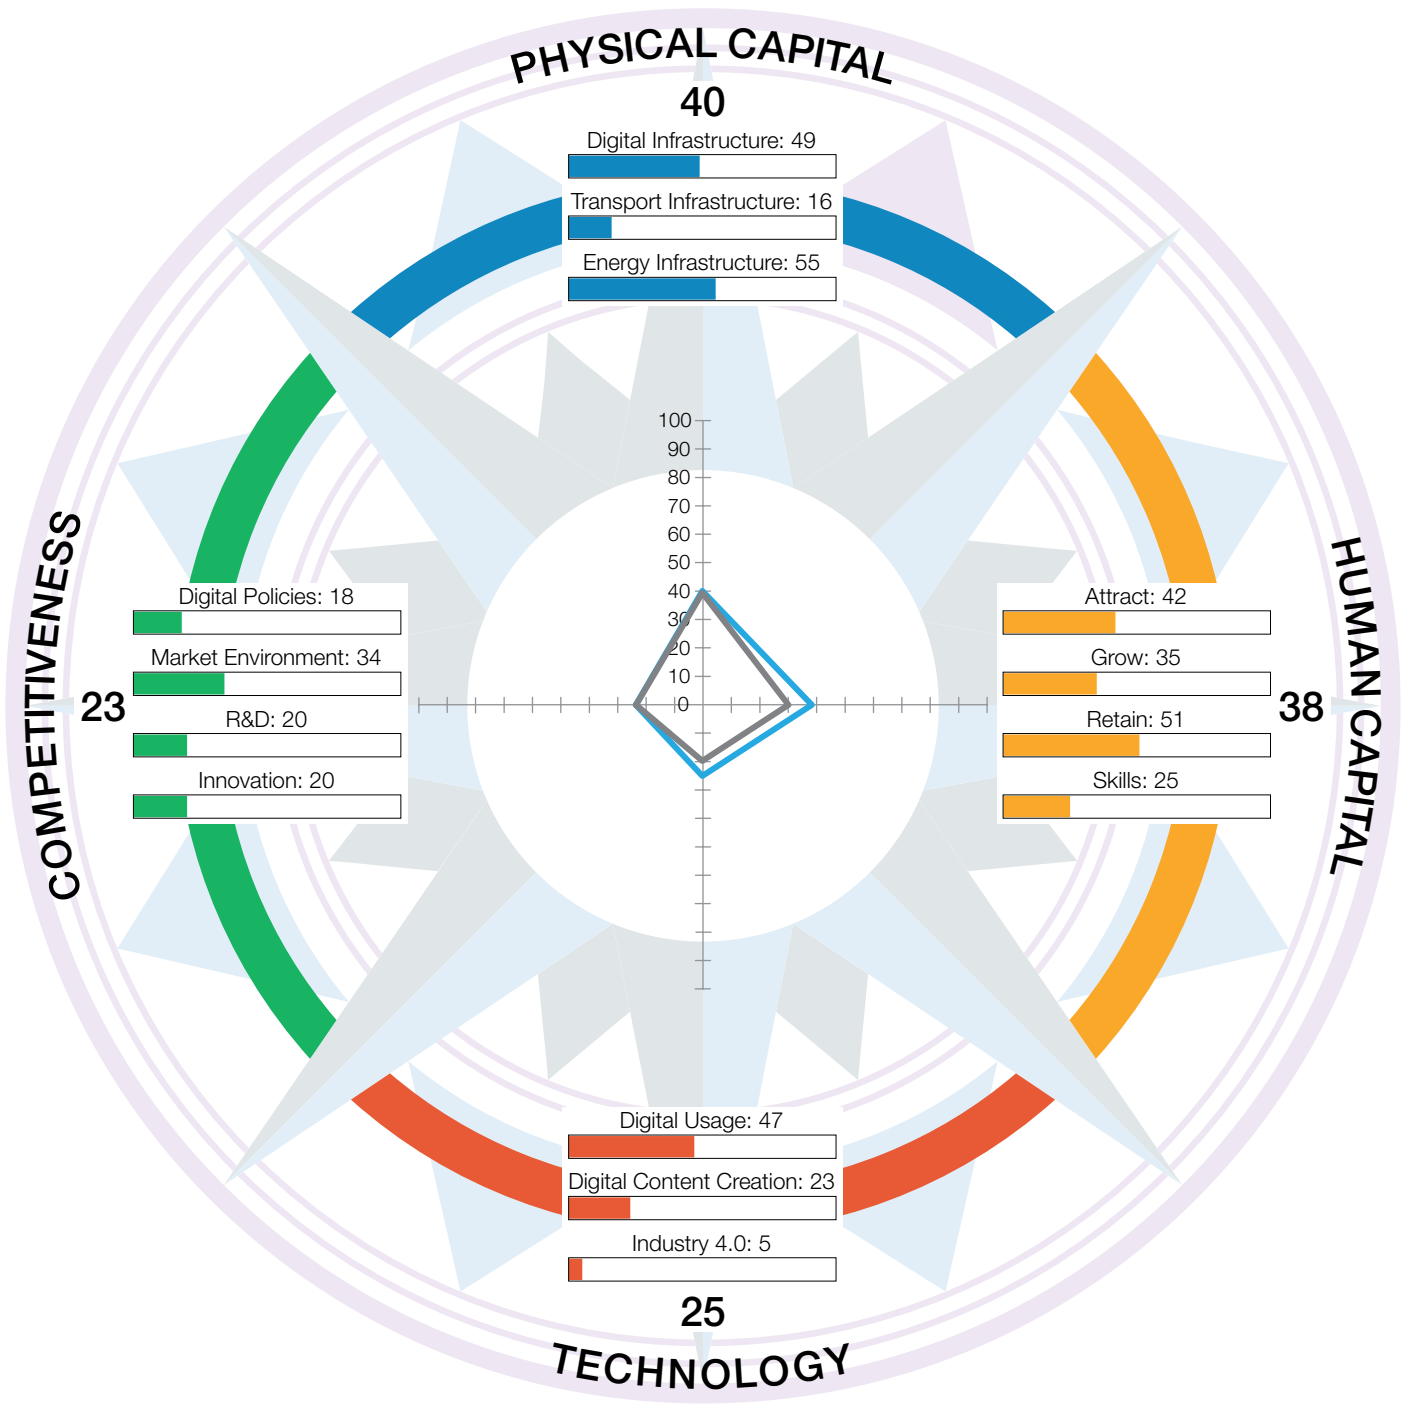 PHYSICAL CAPITAL
40
Digital Infrastructure: 49
Transport Infrastructure: 16
Energy Infrastructure: 55
100
90
80
70
60
50
40
30
20
10
0
COMPETITIVENESS
23
Digital Policies: 18
Market Environment: 34
R&D: 20
Innovation: 20
HUMAN CAPITAL
38
Attract: 42
Grow: 35
Retain: 51
Skills: 25
Digital Usage: 47
Digital Content Creation: 23
Industry 4.0: 5
25
TECHNOLOGY